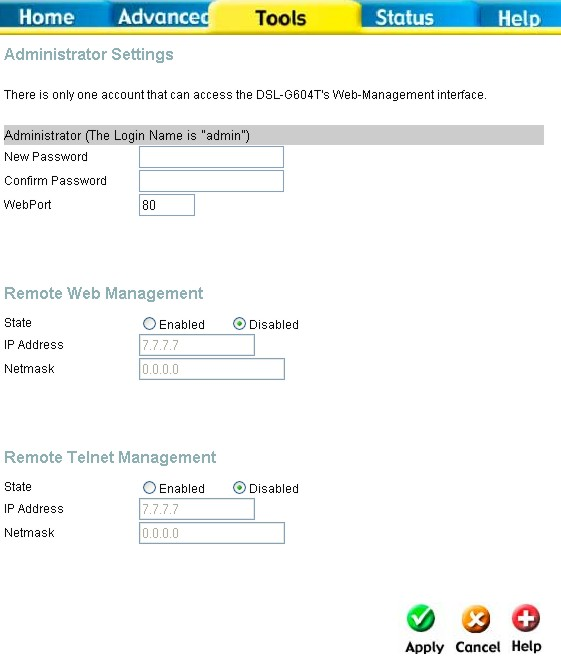 Home Advanced Tools Status Help
Administrator Settings
There is only one account that can access the DSL-G604T's Web-Management interface.
Administrator (The Login Name is "admin")
New Password
Confirm Password
WebPort 80
Remote Web Management
State Enabled Disabled
IP Address 7.7.7.7
Netmask 0.0.0.0
Remote Telnet Management
State Enabled Disabled
IP Address 7.7.7.7
Netmask 0.0.0.0
Apply Cancel Help